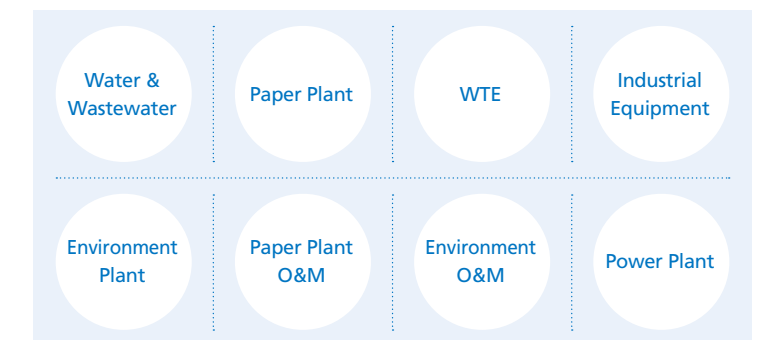 Water &
Wastewater
Paper Plant
WTE
Industrial
Equipment
Environment
Plant
Paper Plant
O&M
Environment
O&M
Power Plant